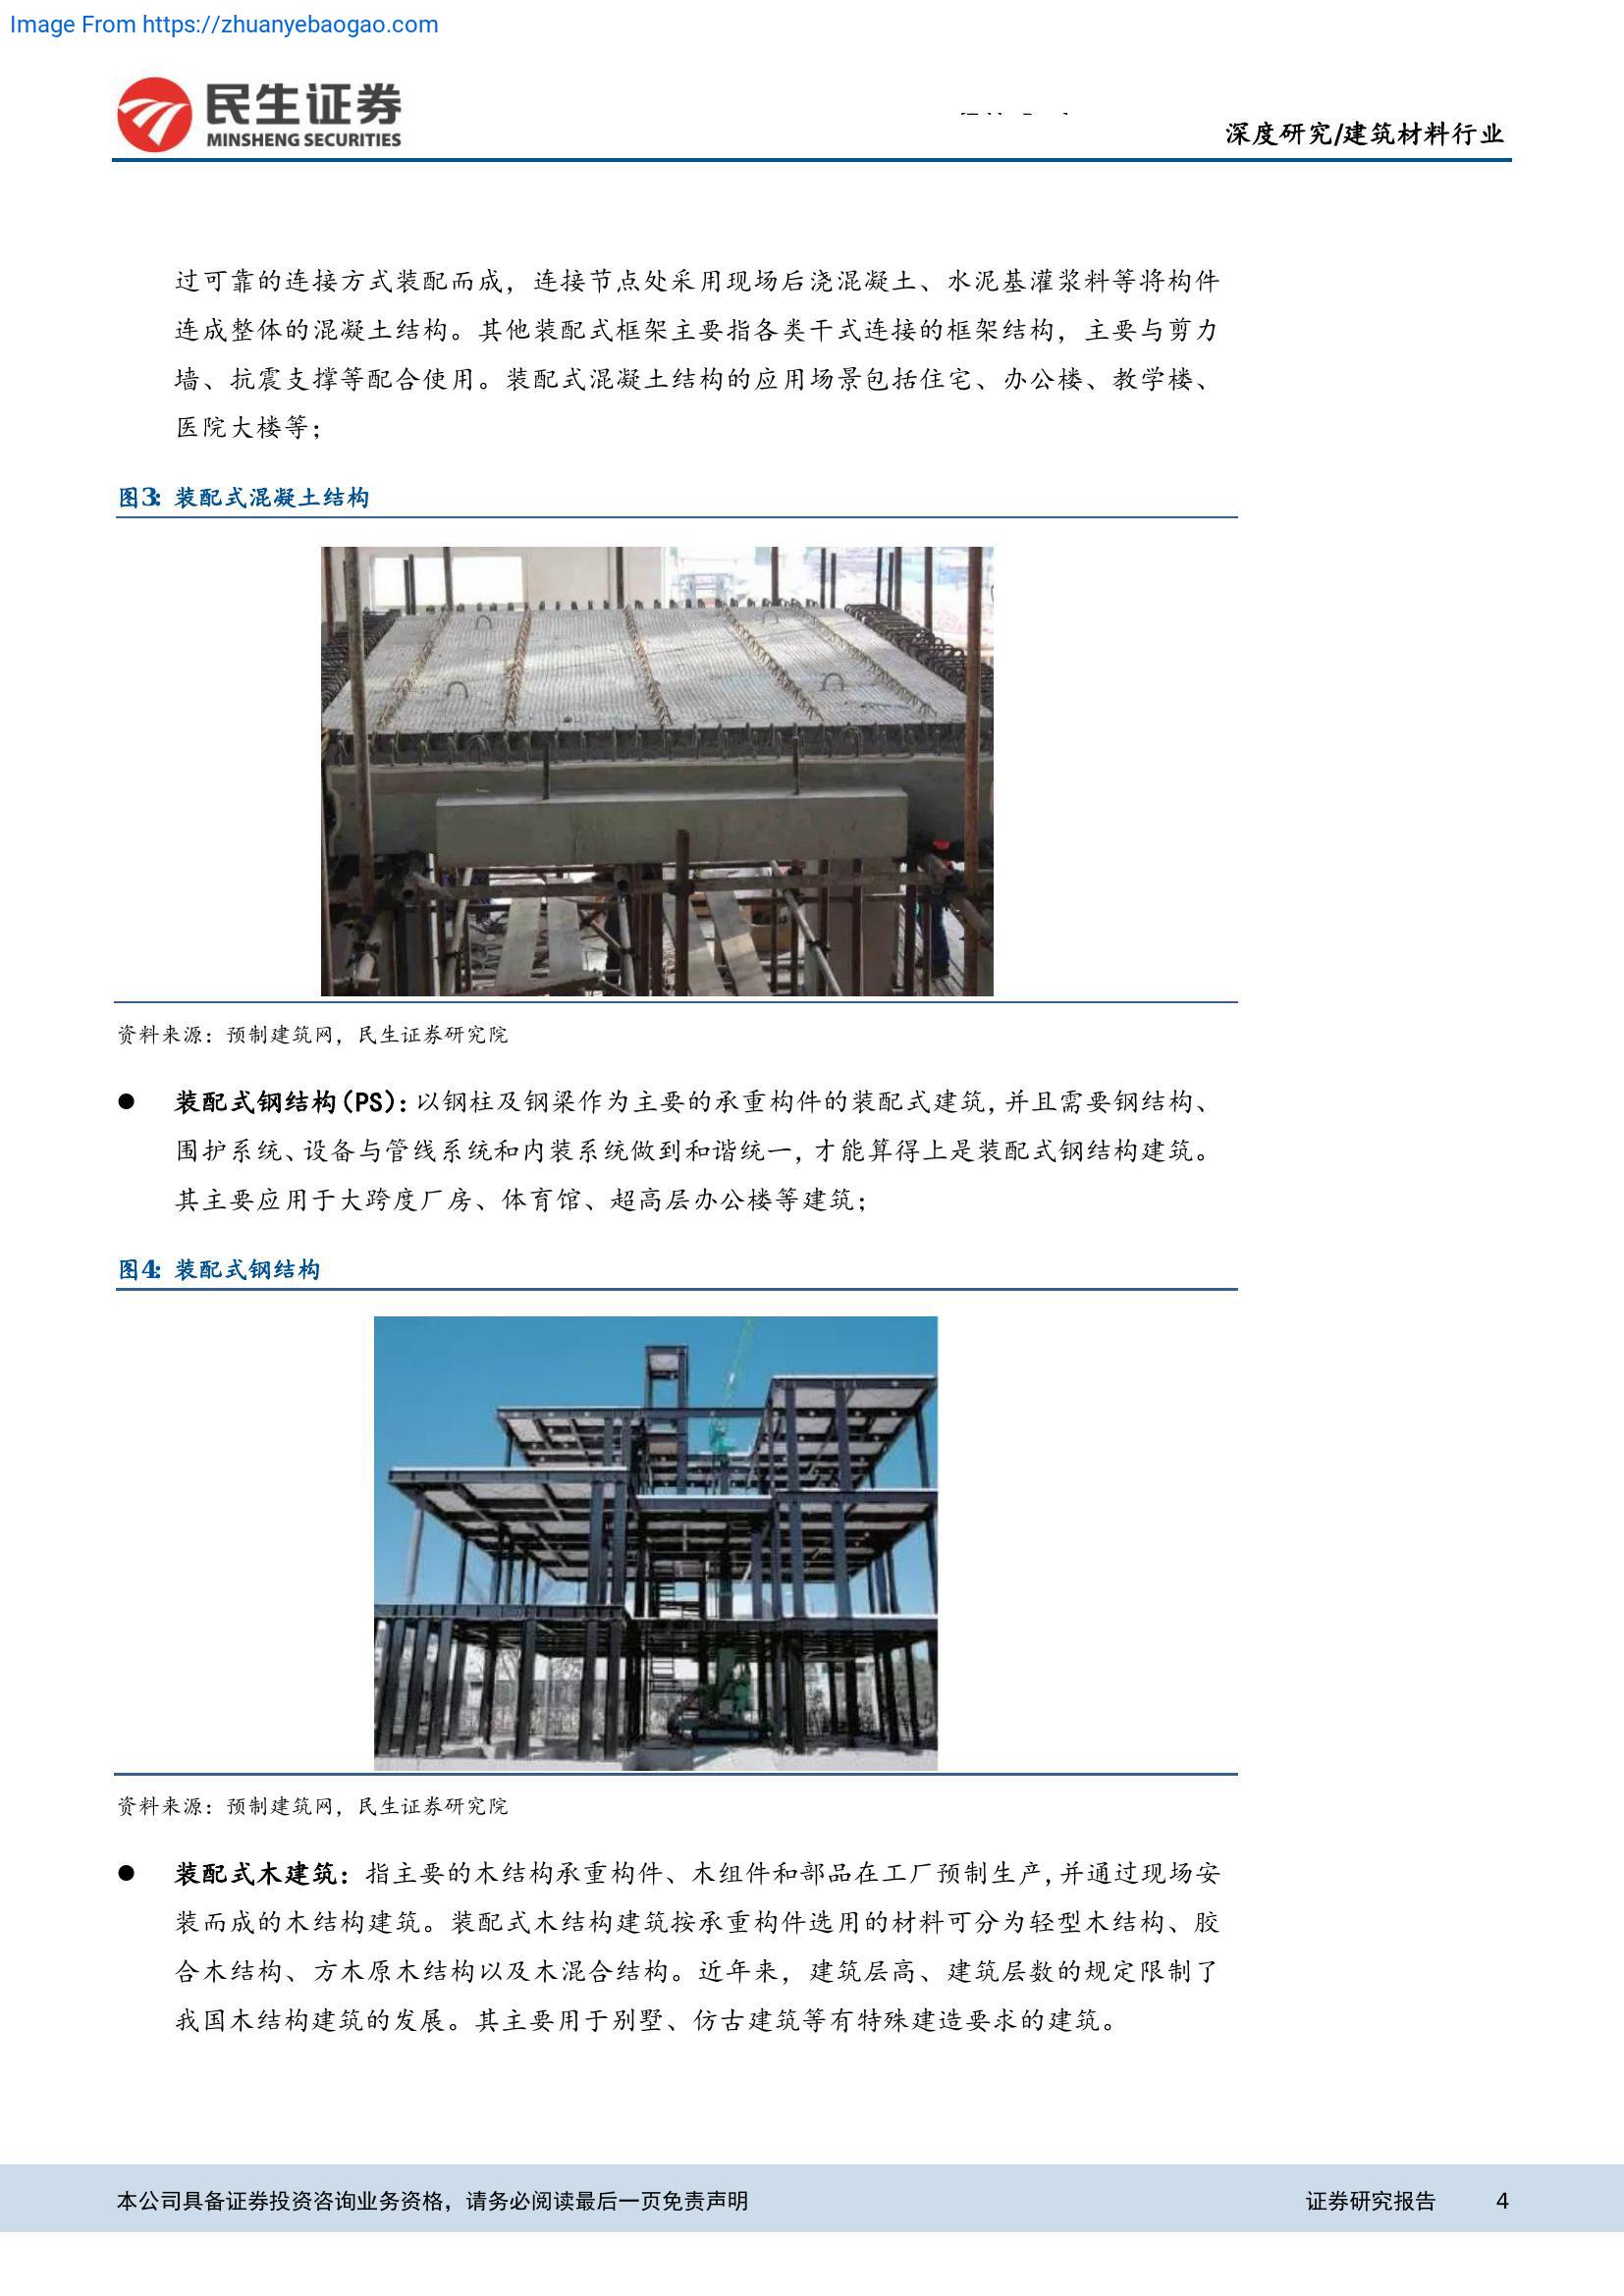 Image From https://zhuanyebaogao.com
民生证券
MINSHENG SECURITIES
深度研究/建筑材料行业
过可靠的连接方式装配而成，连接节点处采用现场后浇混凝土、水泥基灌浆料等将构件
连成整体的混凝土结构。其他装配式框架主要指各类干式连接的框架结构，主要与剪力
墙、抗震支撑等配合使用。装配式混凝土结构的应用场景包括住宅、办公楼、教学楼、
医院大楼等；
图3：装配式混凝土结构
资料来源：预制建筑网，民生证券研究院
● 装配式钢结构（PS）：以钢柱及钢梁作为主要的承重构件的装配式建筑，并且需要钢结构、
围护系统、设备与管线系统和内装系统做到和谐统一，才能算得上是装配式钢结构建筑。
其主要应用于大跨度厂房、体育馆、超高层办公楼等建筑；
图4：装配式钢结构
资料来源：预制建筑网，民生证券研究院
● 装配式木建筑：指主要的木结构承重构件、木组件和部品在工厂预制生产，并通过现场安
装而成的木结构建筑。装配式木结构建筑按承重构件选用的材料可分为轻型木结构、胶
合木结构、方木原木结构以及木混合结构。近年来，建筑层高、建筑层数的规定限制了
我国木结构建筑的发展。其主要用于别墅、仿古建筑等有特殊建造要求的建筑。
本公司具备证券投资咨询业务资格，请务必阅读最后一页免责声明
证券研究报告 4